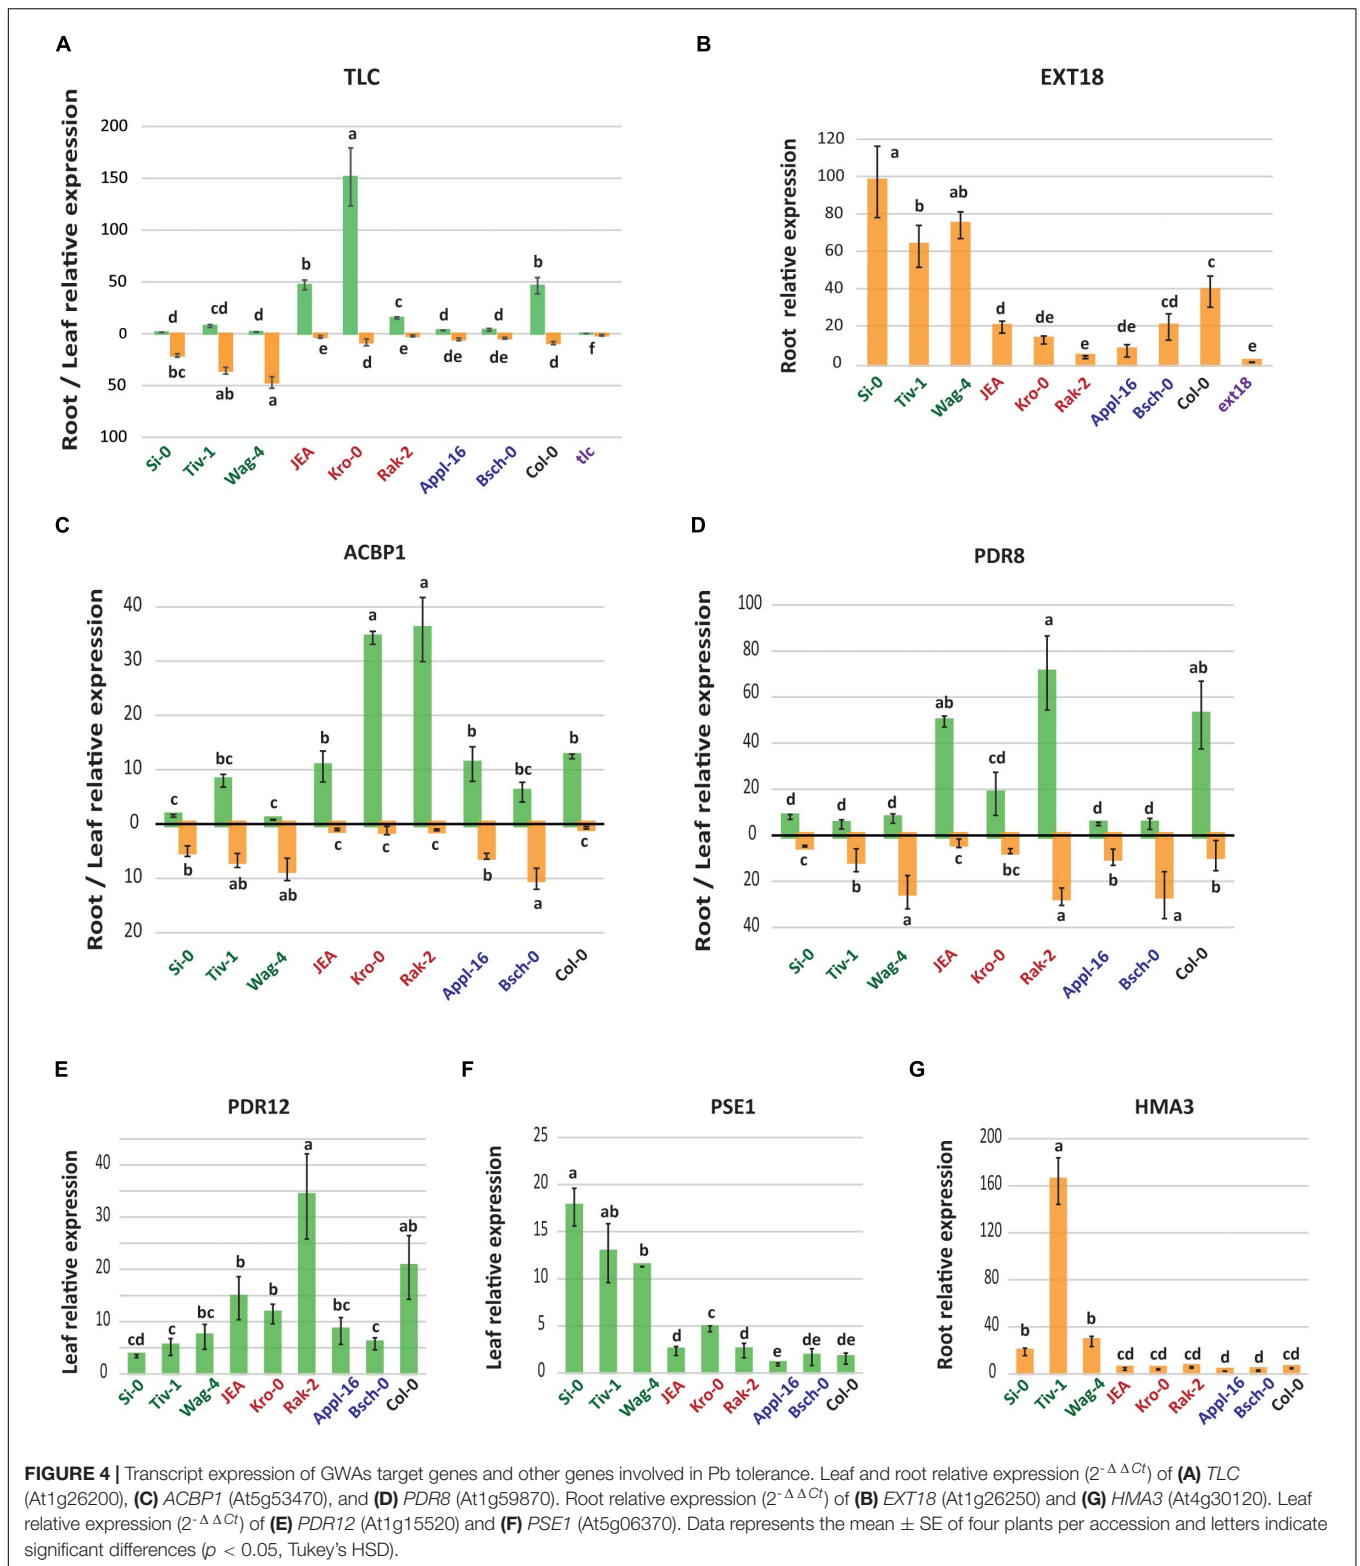 A
TLC
Root / Leaf relative expression
200
150
100
50
0
50
100
d cd d b a c d d b
bc ab a e d e de de d f
Si-0 Tiv-1 Wag-4 JEA Kro-0 Rak-2 Appl-16 Bsch-0 Col-0 tlc
B
EXT18
Root relative expression
120
100
80
60
40
20
0
a b ab d de e de cd c e
Si-0 Tiv-1 Wag-4 JEA Kro-0 Rak-2 Appl-16 Bsch-0 Col-0 ext18
C
ACBP1
Root / Leaf relative expression
40
30
20
10
0
10
20
c bc c b a a b bc b
b ab ab c c c b a c
Si-0 Tiv-1 Wag-4 JEA Kro-0 Rak-2 Appl-16 Bsch-0 Col-0
D
PDR8
Root / Leaf relative expression
100
80
60
40
20
0
20
40
d d d ab cd a d d ab
c b a c bc a b a b
Si-0 Tiv-1 Wag-4 JEA Kro-0 Rak-2 Appl-16 Bsch-0 Col-0
E
PDR12
Leaf relative expression
40
30
20
10
0
cd c bc b b a bc c ab
Si-0 Tiv-1 Wag-4 JEA Kro-0 Rak-2 Appl-16 Bsch-0 Col-0
F
PSE1
Leaf relative expression
25
20
15
10
5
0
a ab b d c d e de de
Si-0 Tiv-1 Wag-4 JEA Kro-0 Rak-2 Appl-16 Bsch-0 Col-0
G
HMA3
Root relative expression
200
160
120
80
40
0
b a b cd cd cd d d cd
Si-0 Tiv-1 Wag-4 JEA Kro-0 Rak-2 Appl-16 Bsch-0 Col-0
FIGURE 4 | Transcript expression of GWAs target genes and other genes involved in Pb tolerance. Leaf and root relative expression (2^-ΔΔCt) of (A) TLC
(At1g26200), (C) ACBP1 (At5g53470), and (D) PDR8 (At1g59870). Root relative expression (2^-ΔΔCt) of (B) EXT18 (At1g26250) and (G) HMA3 (At4g30120). Leaf
relative expression (2^-ΔΔCt) of (E) PDR12 (At1g15520) and (F) PSE1 (At5g06370). Data represents the mean ± SE of four plants per accession and letters indicate
significant differences (p < 0.05, Tukey's HSD).